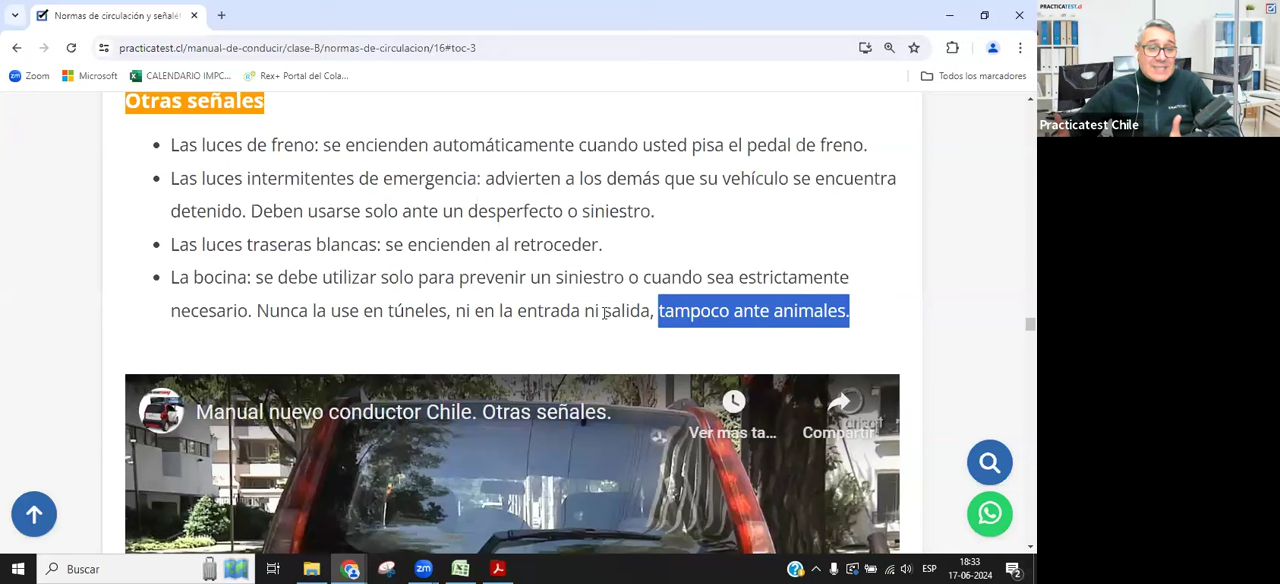 Normas de circulación y señalét
practicatest.cl/manual-de-conducir/clase-B/normas-de-circulacion/16#toc-3
Zoom
Microsoft
CALENDARIO IMPC...
Rex+ Portal del Cola...
Todos los marcadores
PRACTICATEST.cl
Practicatest Chile
Otras señales
• Las luces de freno: se encienden automáticamente cuando usted pisa el pedal de freno.
• Las luces intermitentes de emergencia: advierten a los demás que su vehículo se encuentra
detenido. Deben usarse solo ante un desperfecto o siniestro.
• Las luces traseras blancas: se encienden al retroceder.
• La bocina: se debe utilizar solo para prevenir un siniestro o cuando sea estrictamente
necesario. Nunca la use en túneles, ni en la entrada ni salida, tampoco ante animales.
Manual nuevo conductor Chile. Otras señales.
Ver más ta...
Compartir
Buscar
ESP
18:33
17-06-2024
2